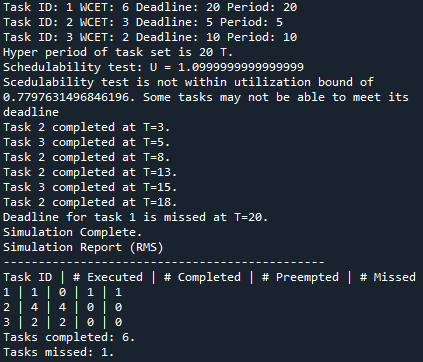 Task ID: 1 WCET: 6 Deadline: 20 Period: 20
Task ID: 2 WCET: 3 Deadline: 5 Period: 5
Task ID: 3 WCET: 2 Deadline: 10 Period: 10
Hyper period of task set is 20 T.
Schedulability test: U = 1.0999999999999999
Scedulability test is not within utilization bound of
0.7797631496846196. Some tasks may not be able to meet its
deadline
Task 2 completed at T=3.
Task 3 completed at T=5.
Task 2 completed at T=8.
Task 2 completed at T=13.
Task 3 completed at T=15.
Task 2 completed at T=18.
Deadline for task 1 is missed at T=20.
Simulation Complete.
Simulation Report (RMS)
----------------------------------------------
Task ID | # Executed | # Completed | # Preempted | # Missed
1 | 1 | 0 | 1 | 1
2 | 4 | 4 | 0 | 0
3 | 2 | 2 | 0 | 0
Tasks completed: 6.
Tasks missed: 1.